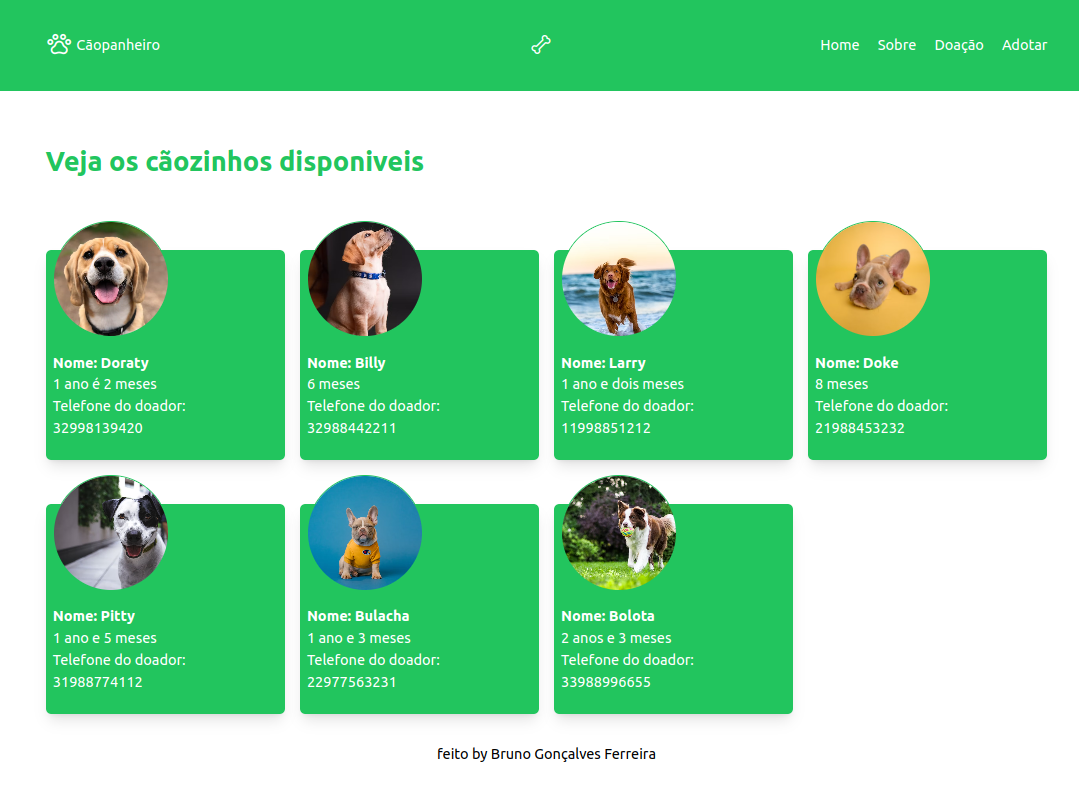 Cãopanheiro
Home Sobre Doação Adotar
Veja os cãozinhos disponiveis
Nome: Doraty
1 ano é 2 meses
Telefone do doador:
32998139420
Nome: Billy
6 meses
Telefone do doador:
32988442211
Nome: Larry
1 ano e dois meses
Telefone do doador:
11998851212
Nome: Doke
8 meses
Telefone do doador:
21988453232
Nome: Pitty
1 ano e 5 meses
Telefone do doador:
31988774112
Nome: Bulacha
1 ano e 3 meses
Telefone do doador:
22977563231
Nome: Bolota
2 anos e 3 meses
Telefone do doador:
33988996655
feito by Bruno Gonçalves Ferreira